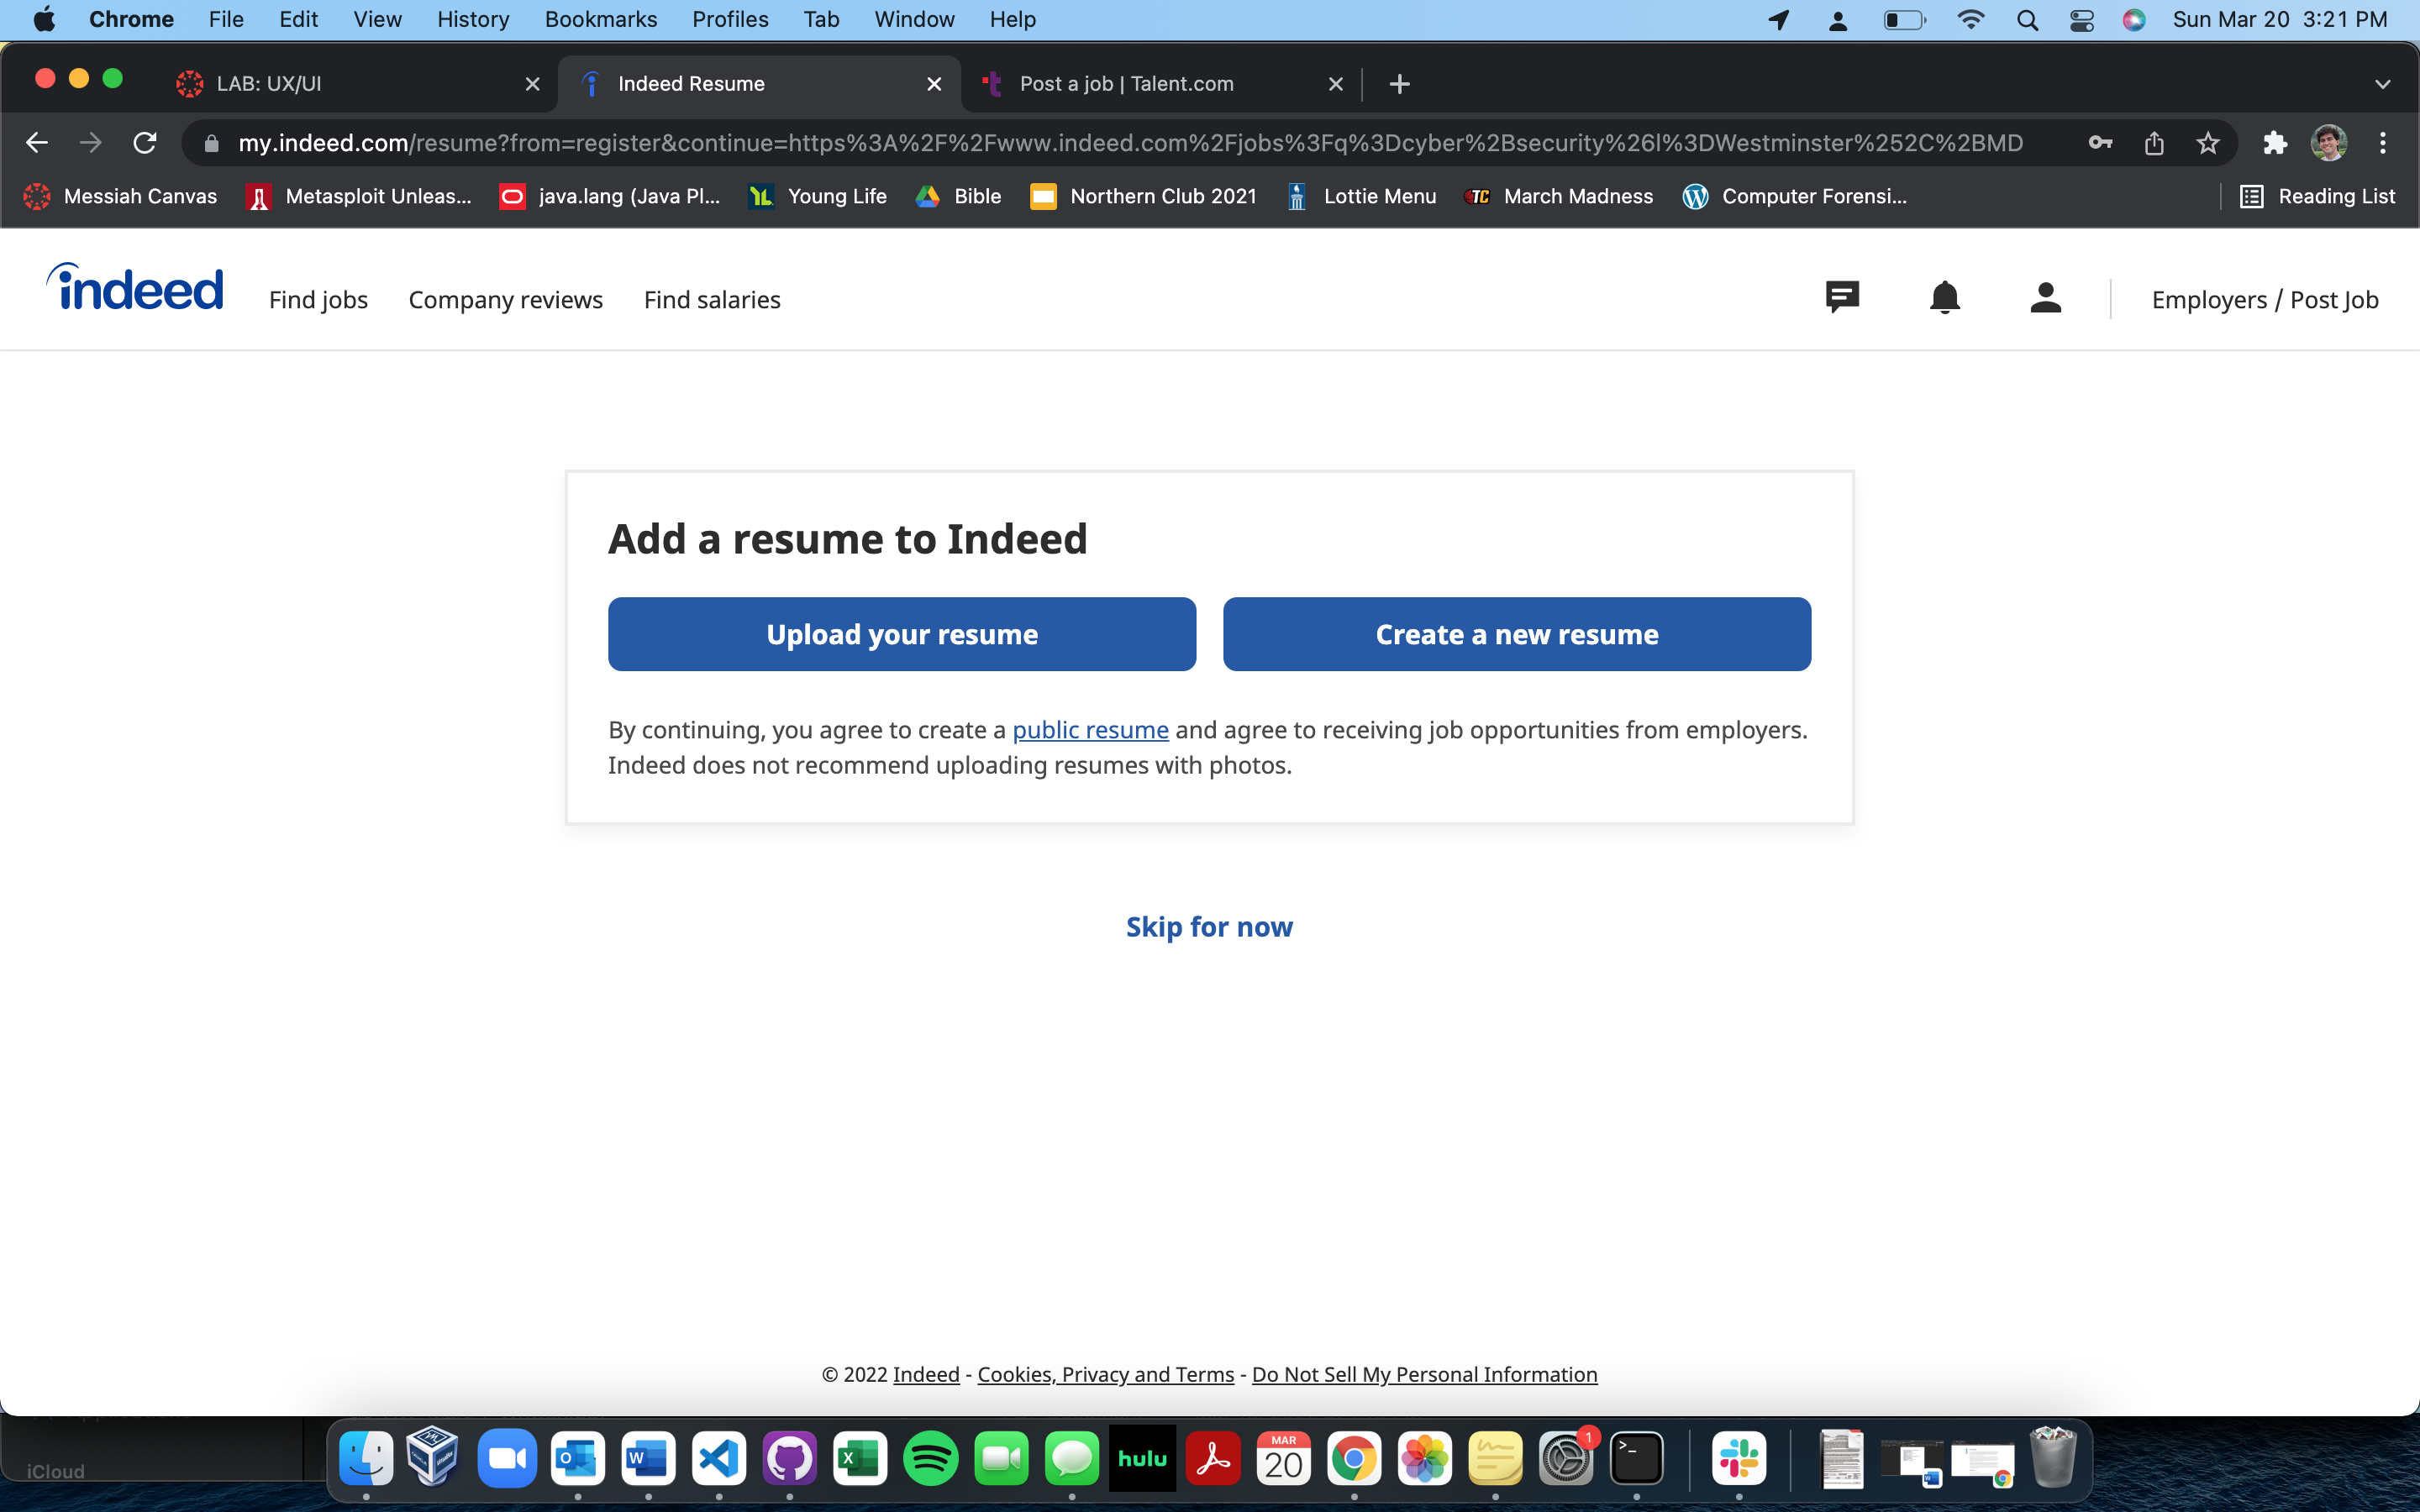 Chrome File Edit View History Bookmarks Profiles Tab Window Help Sun Mar 20 3:21 PM
LAB: UX/UI Indeed Resume Post a job | Talent.com
my.indeed.com/resume?from=register&continue=https%3A%2F%2Fwww.indeed.com%2Fjobs%3Fq%3Dcyber%2Bsecurity%26l%3DWestminster%252C%2BMD
Messiah Canvas Metasploit Unleas... java.lang (Java Pl... YL Young Life Bible Northern Club 2021 Lottie Menu TC March Madness Computer Forensi... Reading List
indeed Find jobs Company reviews Find salaries Employers / Post Job
Add a resume to Indeed
Upload your resume Create a new resume
By continuing, you agree to create a public resume and agree to receiving job opportunities from employers.
Indeed does not recommend uploading resumes with photos.
Skip for now
© 2022 Indeed - Cookies, Privacy and Terms - Do Not Sell My Personal Information
iCloud
hulu
MAR
20
1